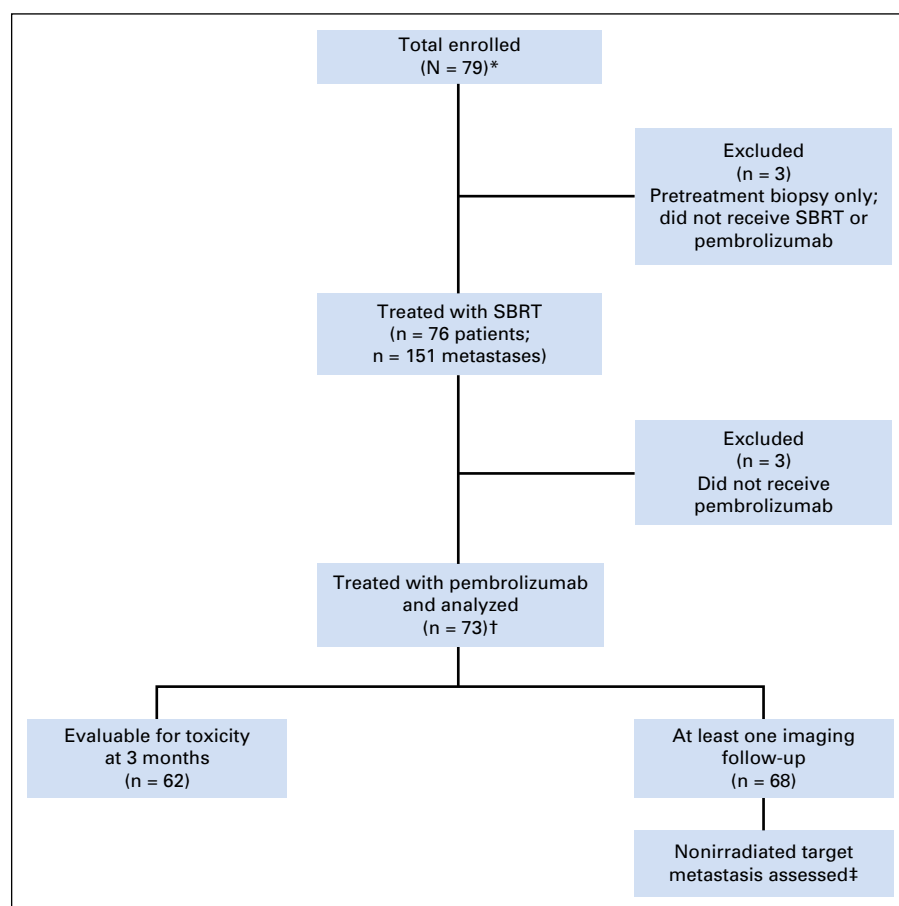 Total enrolled
(N = 79)*
Excluded
(n = 3)
Pretreatment biopsy only;
did not receive SBRT or
pembrolizumab
Treated with SBRT
(n = 76 patients;
n = 151 metastases)
Excluded
(n = 3)
Did not receive
pembrolizumab
Treated with pembrolizumab
and analyzed
(n = 73)†
Evaluable for toxicity
at 3 months
(n = 62)
At least one imaging
follow-up
(n = 68)
Nonirradiated target
metastasis assessed‡